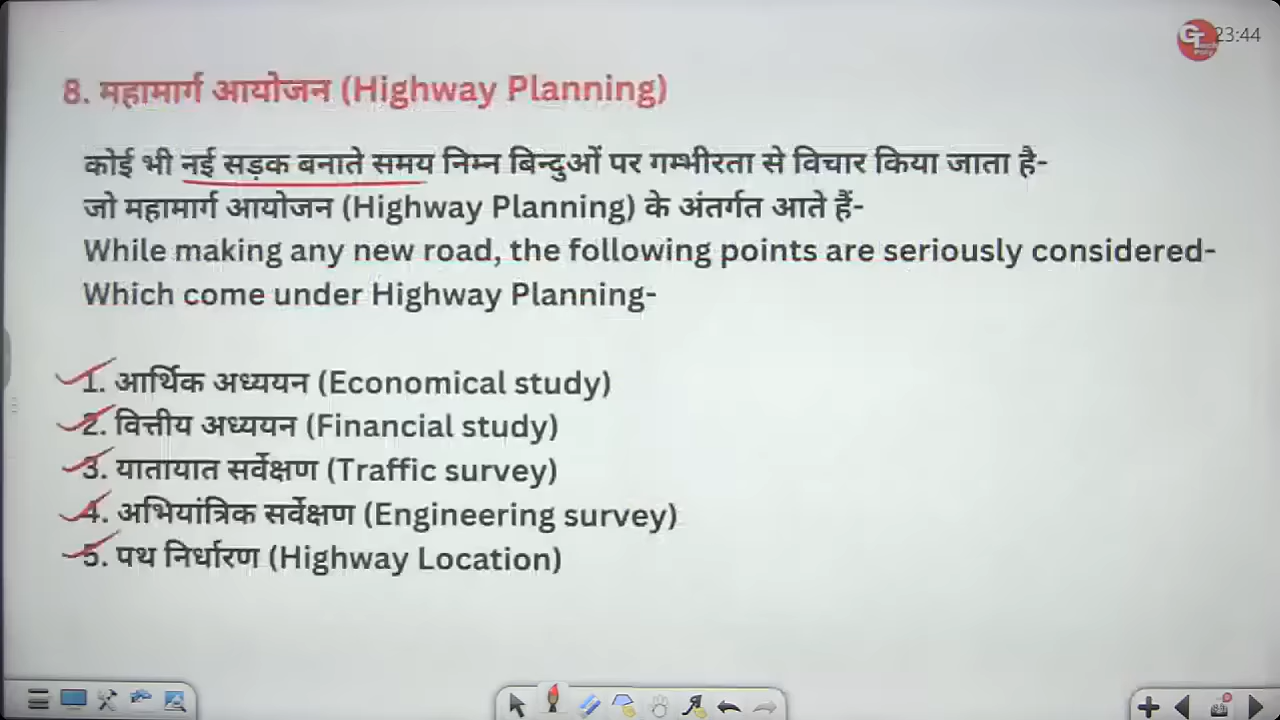 GT 23:44
8. महामार्ग आयोजन (Highway Planning)
कोई भी नई सड़क बनाते समय निम्न बिन्दुओं पर गम्भीरता से विचार किया जाता है-
जो महामार्ग आयोजन (Highway Planning) के अंतर्गत आते हैं-
While making any new road, the following points are seriously considered-
Which come under Highway Planning-
1. आर्थिक अध्ययन (Economical study)
2. वित्तीय अध्ययन (Financial study)
3. यातायात सर्वेक्षण (Traffic survey)
4. अभियांत्रिक सर्वेक्षण (Engineering survey)
5. पथ निर्धारण (Highway Location)